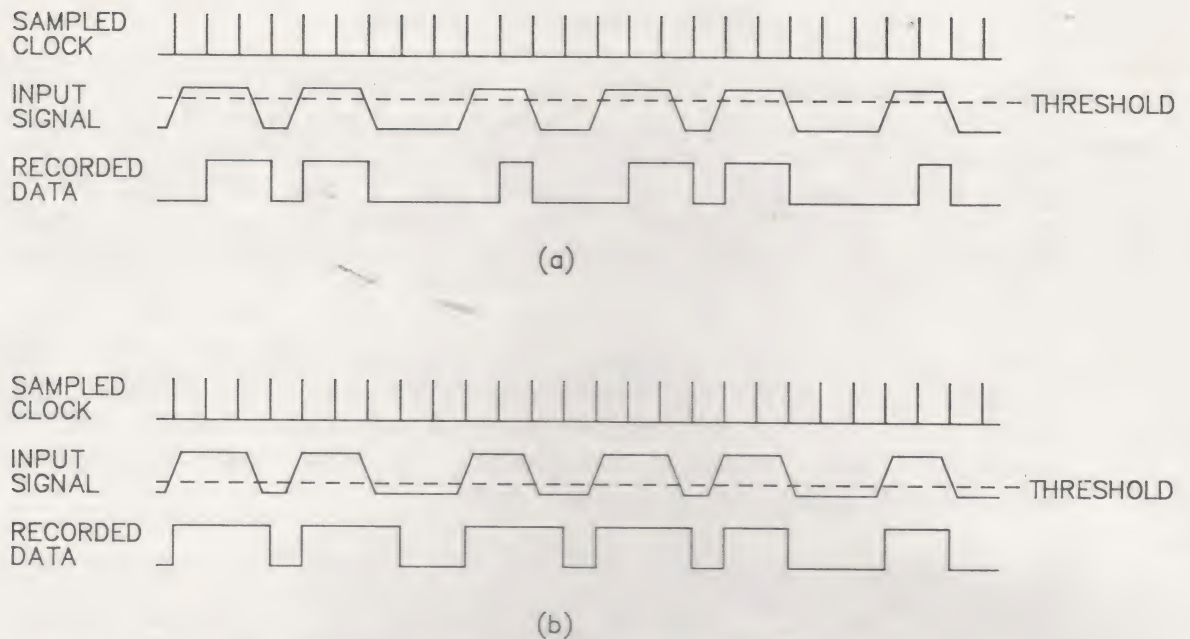 SAMPLED
CLOCK
INPUT
SIGNAL
THRESHOLD
RECORDED
DATA
(a)
SAMPLED
CLOCK
INPUT
SIGNAL
THRESHOLD
RECORDED
DATA
(b)